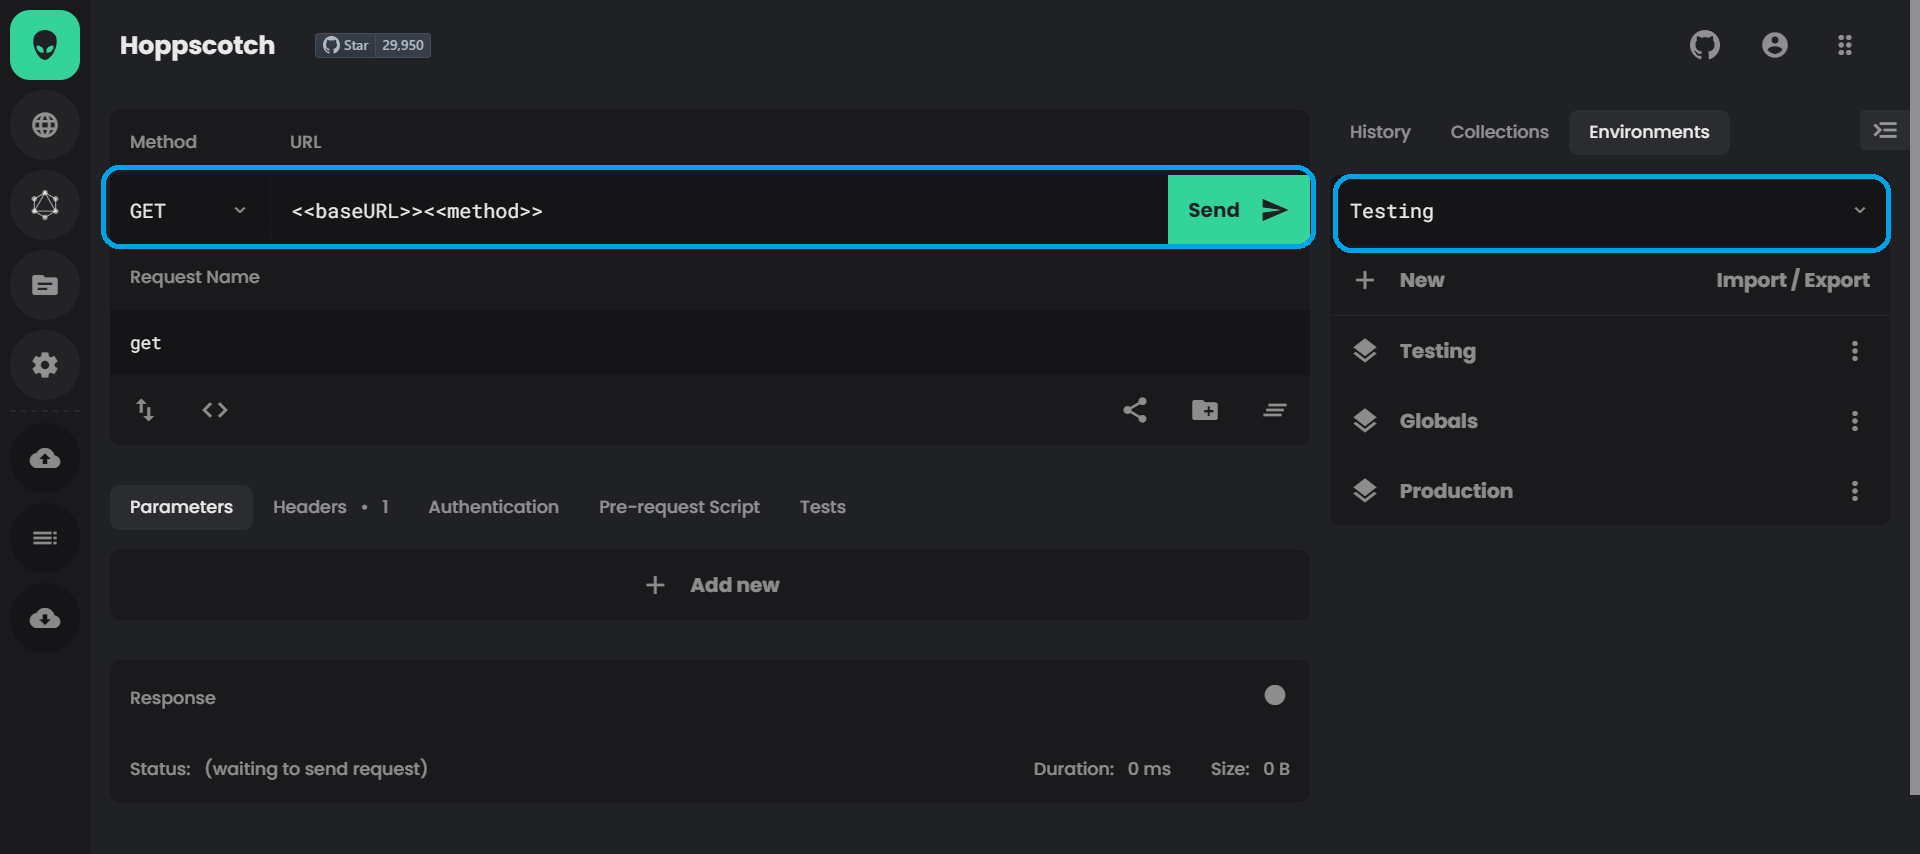 Hoppscotch
Star 29,950
Method URL
GET <<baseURL>><<method>> Send
Request Name
get
Parameters Headers • 1 Authentication Pre-request Script Tests
Add new
Response
Status: (waiting to send request) Duration: 0 ms Size: 0 B
History Collections Environments
Testing
New Import / Export
Testing
Globals
Production